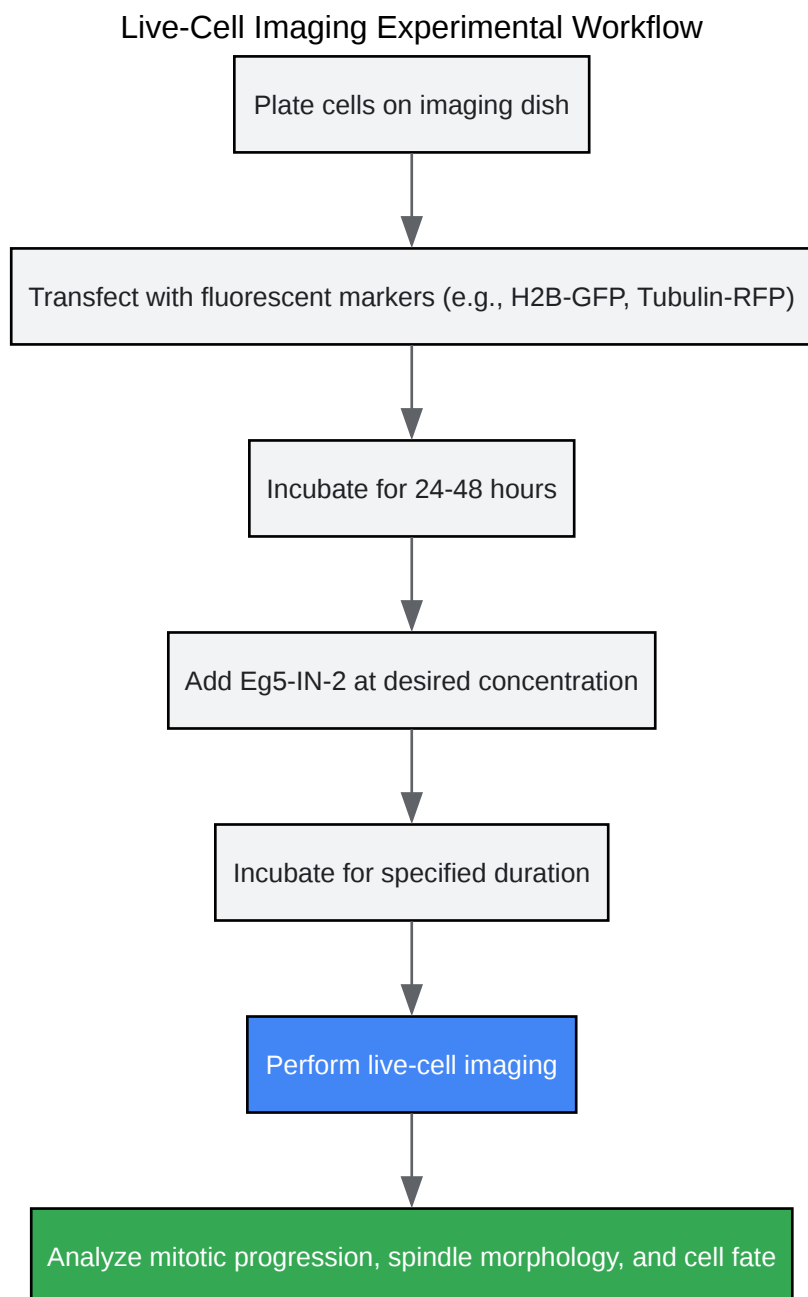 Live-Cell Imaging Experimental Workflow
Plate cells on imaging dish
Transfect with fluorescent markers (e.g., H2B-GFP, Tubulin-RFP)
Incubate for 24-48 hours
Add Eg5-IN-2 at desired concentration
Incubate for specified duration
Perform live-cell imaging
Analyze mitotic progression, spindle morphology, and cell fate